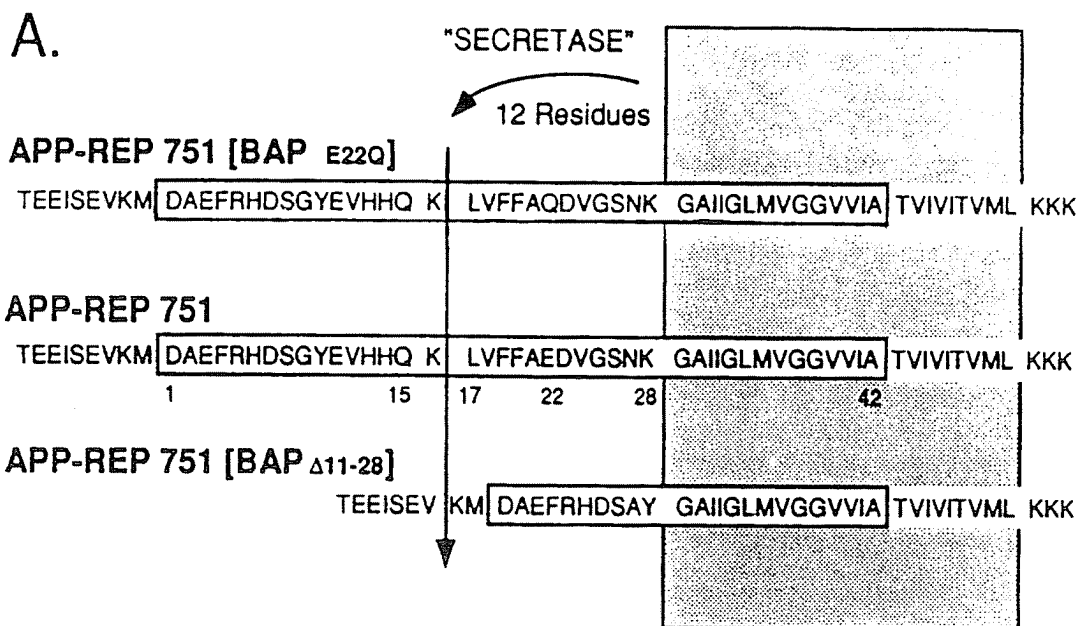 A.
"SECRETASE"
12 Residues
APP-REP 751 [BAP E22Q]
TEEISEVKM DAEFRHDSGYEVHHQ K LVFFAQDVGSNK GAIIGLMVGGVVIA TVIVITVML KKK
APP-REP 751
TEEISEVKM DAEFRHDSGYEVHHQ K LVFFAEDVGSNK GAIIGLMVGGVVIA TVIVITVML KKK
1 15 17 22 28 42
APP-REP 751 [BAP Δ11-28]
TEEISEV KM DAEFRHDSAY GAIIGLMVGGVVIA TVIVITVML KKK